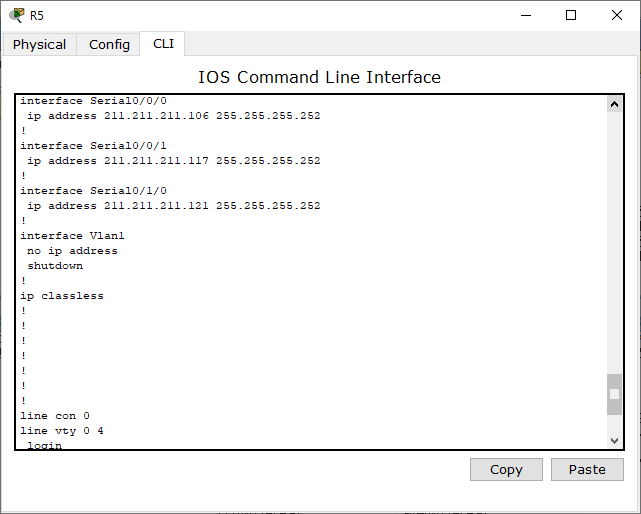 R5
Physical Config CLI
IOS Command Line Interface
interface Serial0/0/0
 ip address 211.211.211.106 255.255.255.252
!
interface Serial0/0/1
 ip address 211.211.211.117 255.255.255.252
!
interface Serial0/1/0
 ip address 211.211.211.121 255.255.255.252
!
interface Vlan1
 no ip address
 shutdown
!
ip classless
!
!
!
!
!
!
!
line con 0
line vty 0 4
 login
Copy Paste